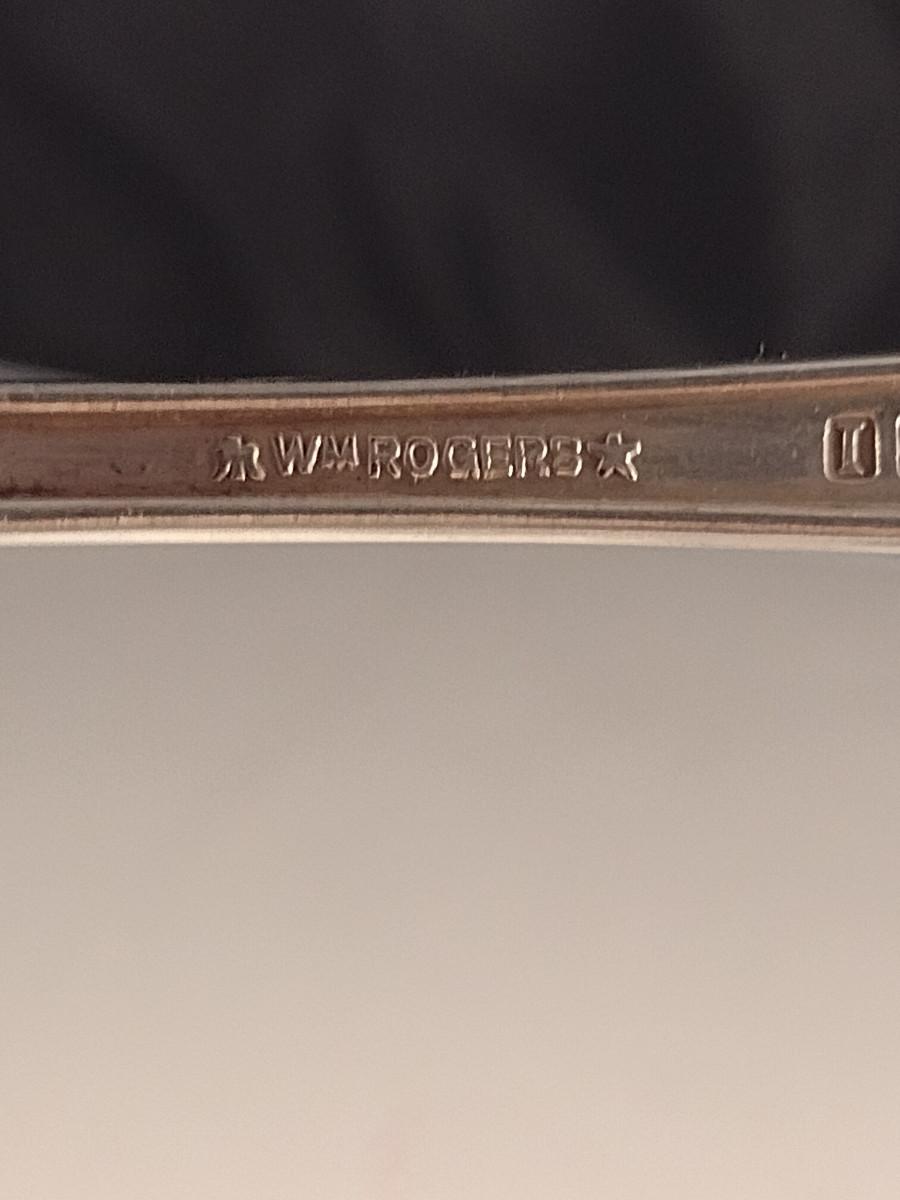 ★ WM ROGERS ★ I